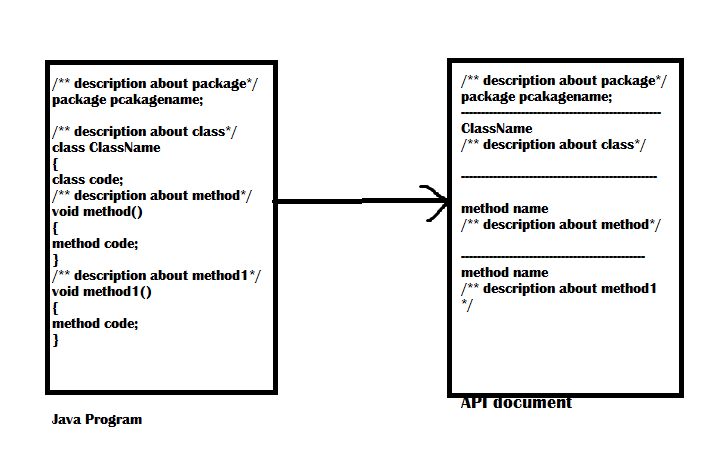 /** description about package*/
package pcakagename;
/** description about class*/
class ClassName
{
class code;
/** description about method*/
void method()
{
method code;
}
/** description about method1*/
void method1()
{
method code;
}
Java Program
/** description about package*/
package pcakagename;
--------------------------------------------------
ClassName
/** description about class*/
-------------------------------------------------
method name
/** description about method*/
----------------------------------------------
method name
/** description about method1
*/
API document